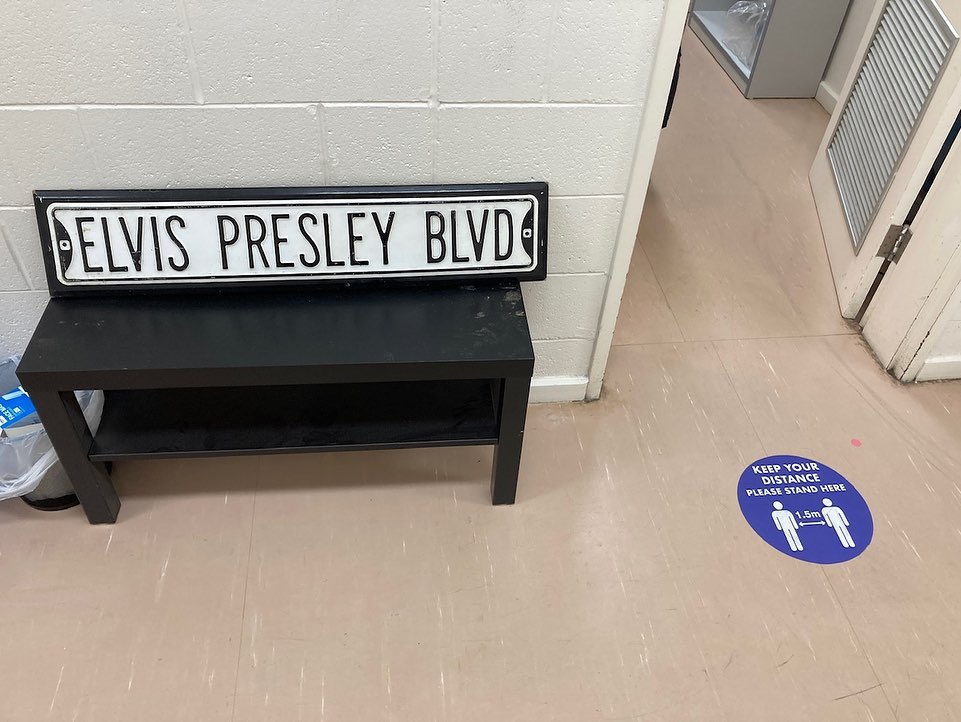 ELVIS PRESLEY BLVD
KEEP YOUR
DISTANCE
PLEASE STAND HERE
1.5m